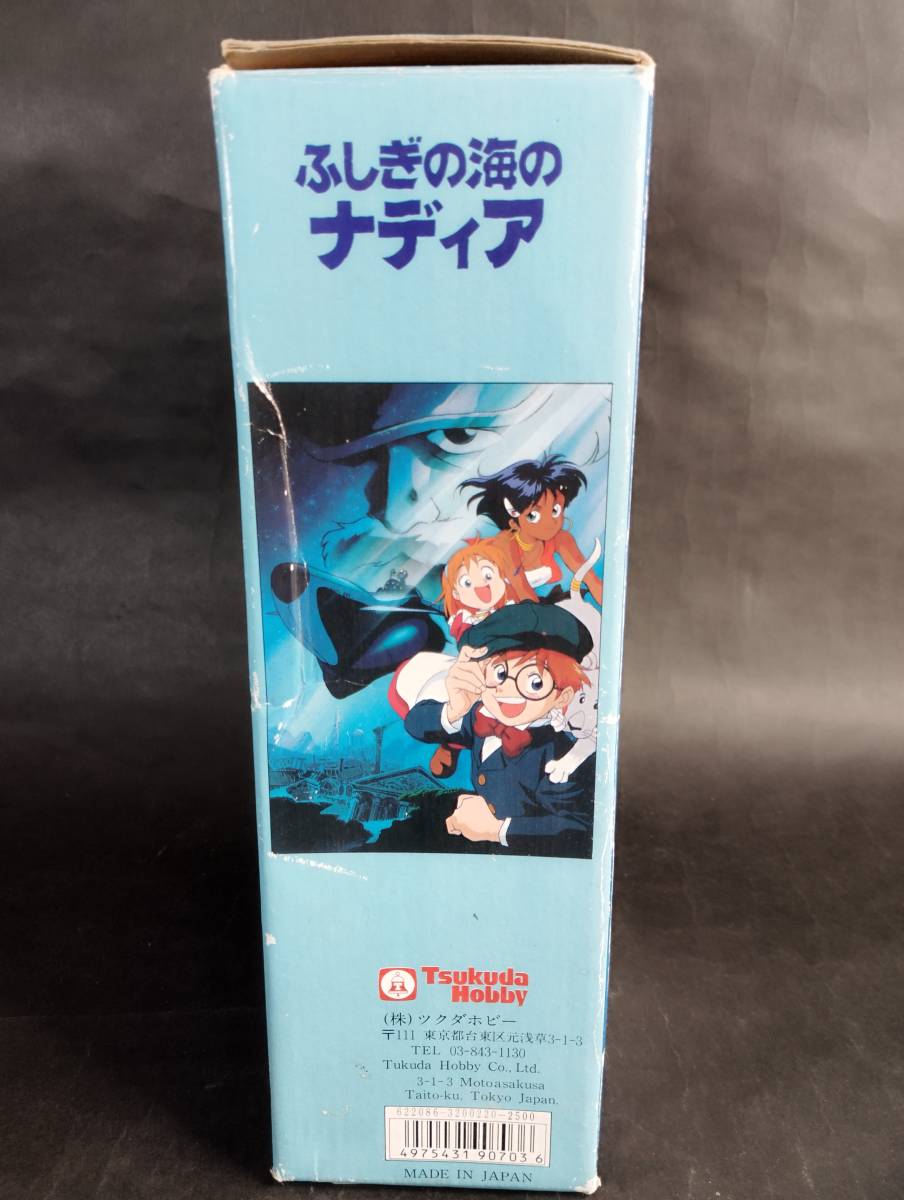 ふしぎの海の
ナディア
Tsukuda
Hobby
(株)ツクダホビー
〒111 東京都台東区元浅草3-1-3
TEL 03-843-1130
Tukuda Hobby Co., Ltd.
3-1-3 Motoasakusa
Taito-ku, Tokyo Japan.
622086-3200220-2500
4975431 907036
MADE IN JAPAN